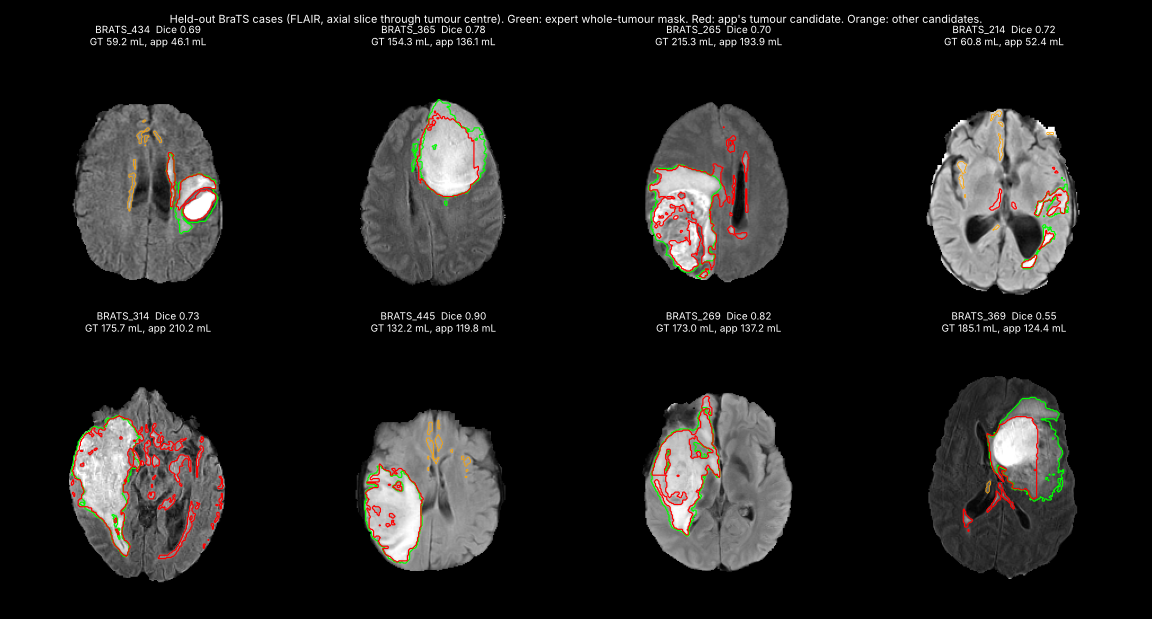 Held-out BraTS cases (FLAIR, axial slice through tumour centre). Green: expert whole-tumour mask. Red: app's tumour candidate. Orange: other candidates.
BRATS_434 Dice 0.69
GT 59.2 mL, app 46.1 mL
BRATS_365 Dice 0.78
GT 154.3 mL, app 136.1 mL
BRATS_265 Dice 0.70
GT 215.3 mL, app 193.9 mL
BRATS_214 Dice 0.72
GT 60.8 mL, app 52.4 mL
BRATS_314 Dice 0.73
GT 175.7 mL, app 210.2 mL
BRATS_445 Dice 0.90
GT 132.2 mL, app 119.8 mL
BRATS_269 Dice 0.82
GT 173.0 mL, app 137.2 mL
BRATS_369 Dice 0.55
GT 185.1 mL, app 124.4 mL